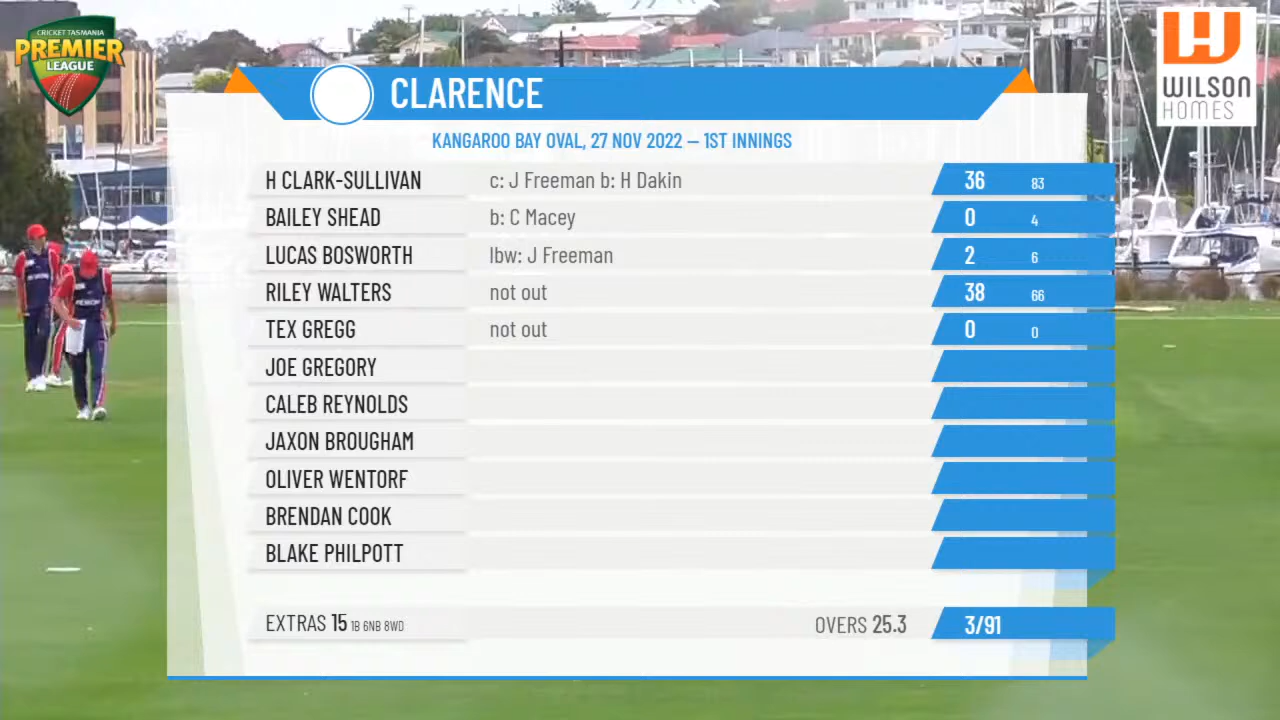 CRICKET TASMANIA
PREMIER
LEAGUE
WILSON
HOMES
CLARENCE
KANGAROO BAY OVAL, 27 NOV 2022 – 1ST INNINGS
H CLARK-SULLIVAN c: J Freeman b: H Dakin 36 83
BAILEY SHEAD b: C Macey 0 4
LUCAS BOSWORTH lbw: J Freeman 2 6
RILEY WALTERS not out 38 66
TEX GREGG not out 0 0
JOE GREGORY
CALEB REYNOLDS
JAXON BROUGHAM
OLIVER WENTORF
BRENDAN COOK
BLAKE PHILPOTT
EXTRAS 15 1B 6NB 8WD OVERS 25.3 3/91